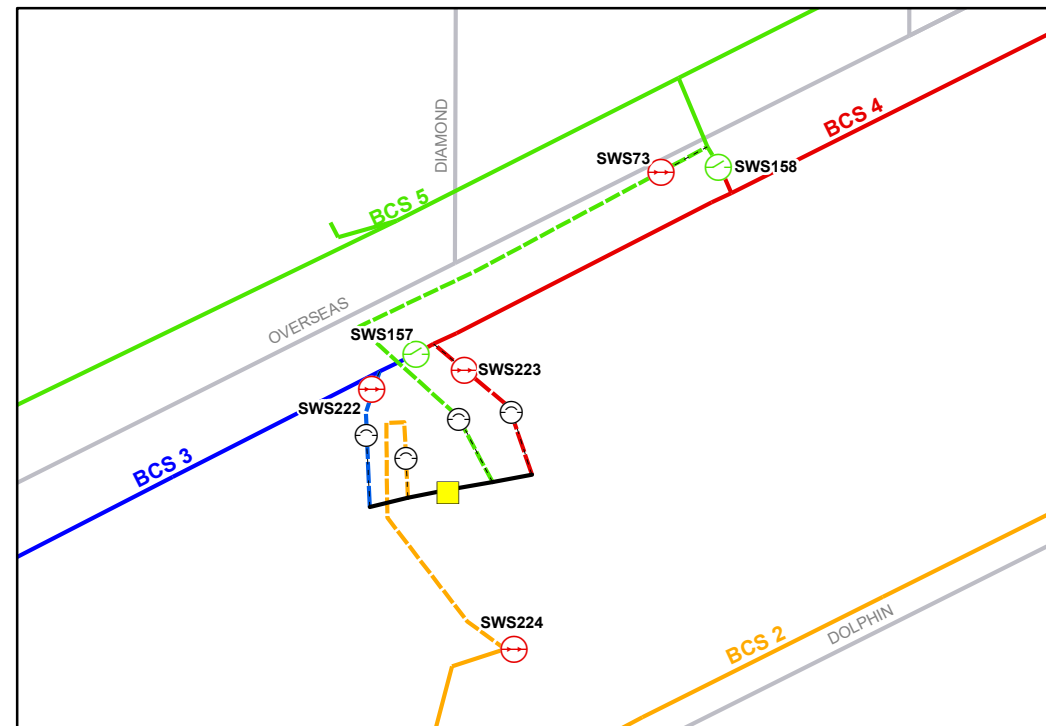 DIAMOND
BCS 4
SWS73
SWS158
BCS 5
OVERSEAS
SWS157
SWS223
SWS222
BCS 3
SWS224
BCS 2
DOLPHIN